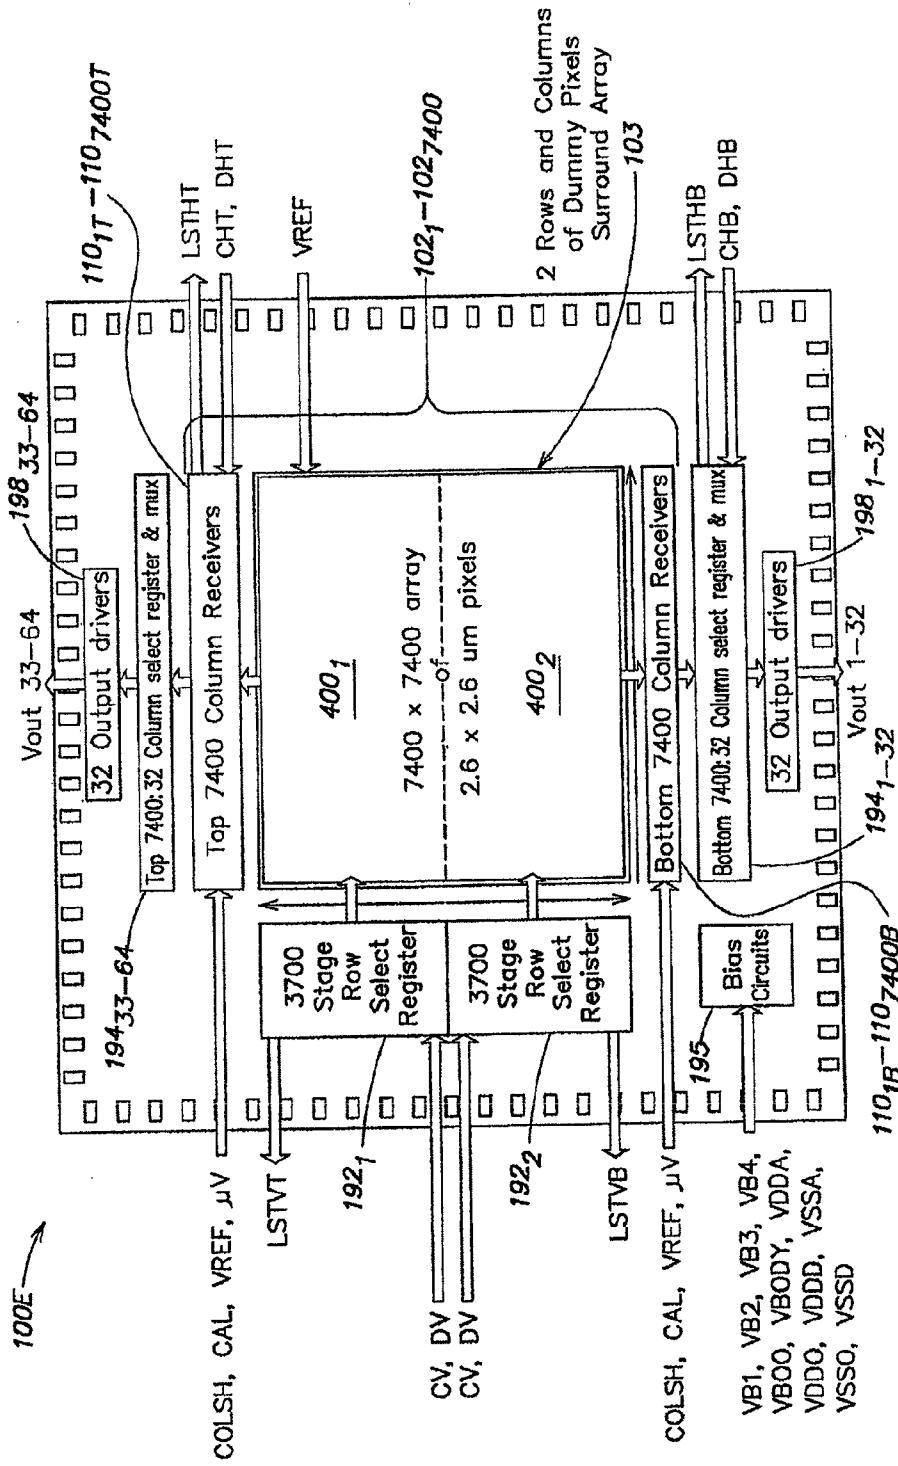 100E
Vout 33–64
198 33–64
110 1T – 110 7400T
LSTHT
CHT, DHT
VREF
102 1 – 102 7400
2 Rows and Columns
of Dummy Pixels
Surround Array
103
LSTHB
CHB, DHB
32 Output drivers
Top 7400:32 Column select register & mux
194 33–64
Top 7400 Column Receivers
COLSH, CAL, VREF, μV
LSTVT
400 1
7400 x 7400 array
of
2.6 x 2.6 um pixels
400 2
3700
Stage
Row
Select
Register
3700
Stage
Row
Select
Register
192 1
CV, DV
CV, DV
192 2
LSTVB
Bottom 7400 Column Receivers
COLSH, CAL, VREF, μV
Bottom 7400:32 Column select register & mux
Bias
Circuits
195
32 Output drivers
198 1–32
Vout 1–32
194 1–32
110 1B – 110 7400B
VB1, VB2, VB3, VB4,
VBOO, VBODY, VDDA,
VDDO, VDDD, VSSA,
VSSO, VSSD